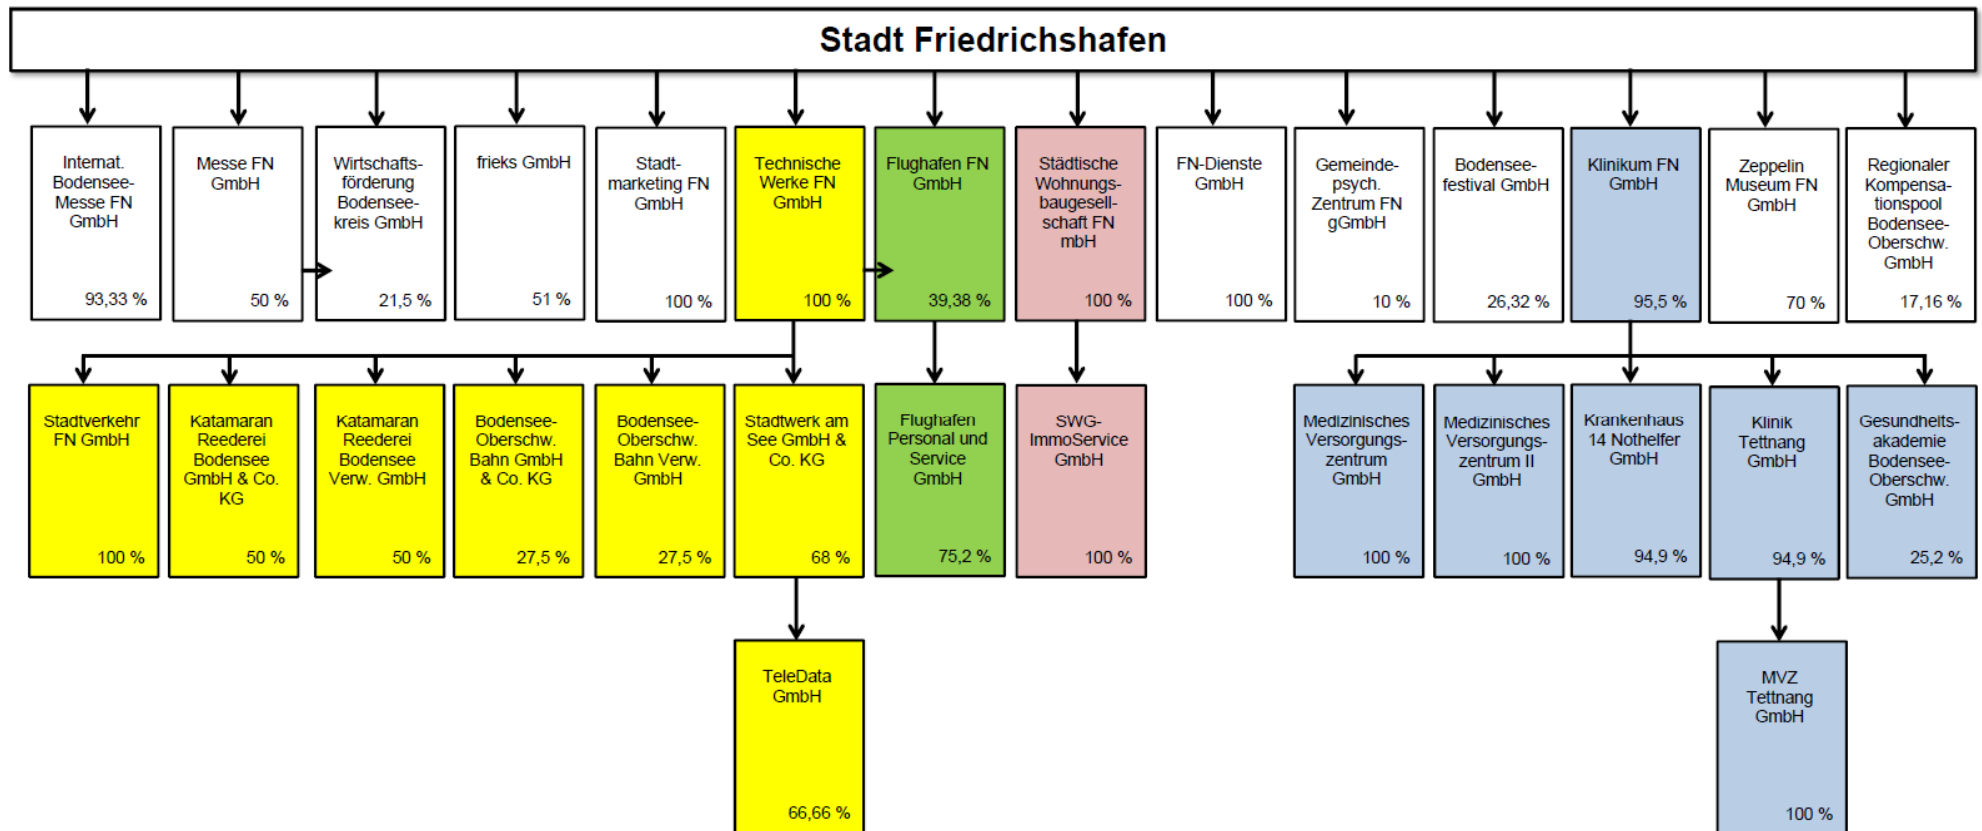 Stadt Friedrichshafen
Internat.
Bodensee-
Messe FN
GmbH
93,33 %
Messe FN
GmbH
50 %
Wirtschafts-
förderung
Bodensee-
kreis GmbH
21,5 %
frieks GmbH
51 %
Stadt-
marketing FN
GmbH
100 %
Technische
Werke FN
GmbH
100 %
Flughafen FN
GmbH
39,38 %
Städtische
Wohnungs-
baugesell-
schaft FN
mbH
100 %
FN-Dienste
GmbH
100 %
Gemeinde-
psych.
Zentrum FN
gGmbH
10 %
Bodensee-
festival GmbH
26,32 %
Klinikum FN
GmbH
95,5 %
Zeppelin
Museum FN
GmbH
70 %
Regionaler
Kompensa-
tionspool
Bodensee-
Oberschw.
GmbH
17,16 %
Stadtverkehr
FN GmbH
100 %
Katamaran
Reederei
Bodensee
GmbH & Co.
KG
50 %
Katamaran
Reederei
Bodensee
Verw. GmbH
50 %
Bodensee-
Oberschw.
Bahn GmbH
& Co. KG
27,5 %
Bodensee-
Oberschw.
Bahn Verw.
GmbH
27,5 %
Stadtwerk am
See GmbH &
Co. KG
68 %
Flughafen
Personal und
Service
GmbH
75,2 %
SWG-
ImmoService
GmbH
100 %
Medizinisches
Versorgungs-
zentrum
GmbH
100 %
Medizinisches
Versorgungs-
zentrum II
GmbH
100 %
Krankenhaus
14 Nothelfer
GmbH
94,9 %
Klinik
Tettnang
GmbH
94,9 %
Gesundheits-
akademie
Bodensee-
Oberschw.
GmbH
25,2 %
TeleData
GmbH
66,66 %
MVZ
Tettnang
GmbH
100 %